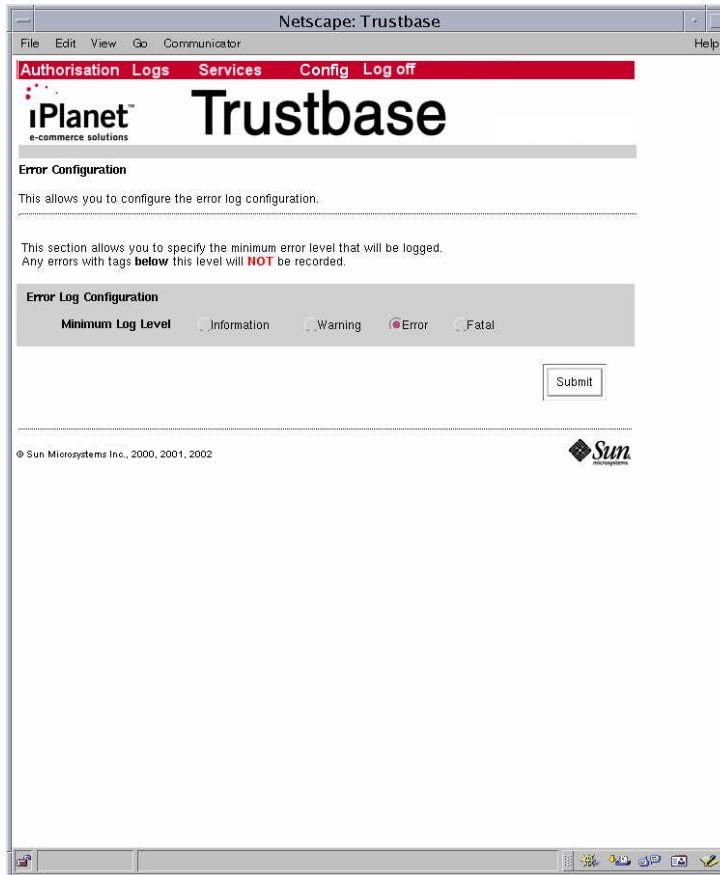 Netscape: Trustbase
File Edit View Go Communicator Help
Authorisation Logs Services Config Log off
iPlanet™
e-commerce solutions
Trustbase
Error Configuration
This allows you to configure the error log configuration.
This section allows you to specify the minimum error level that will be logged.
Any errors with tags below this level will NOT be recorded.
Error Log Configuration
Minimum Log Level Information Warning Error Fatal
Submit
© Sun Microsystems Inc., 2000, 2001, 2002
Sun
microsystems